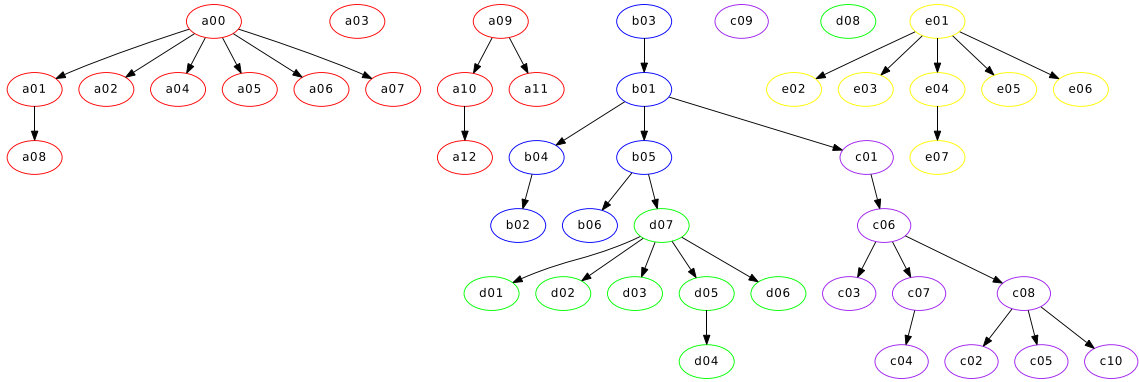 a00 a03 a09 b03 c09 d08 e01
a01 a02 a04 a05 a06 a07 a10 a11 b01 e02 e03 e04 e05 e06
a08 a12 b04 b05 c01 e07
b02 b06 d07 c06
d01 d02 d03 d05 d06 c03 c07 c08
d04 c04 c02 c05 c10